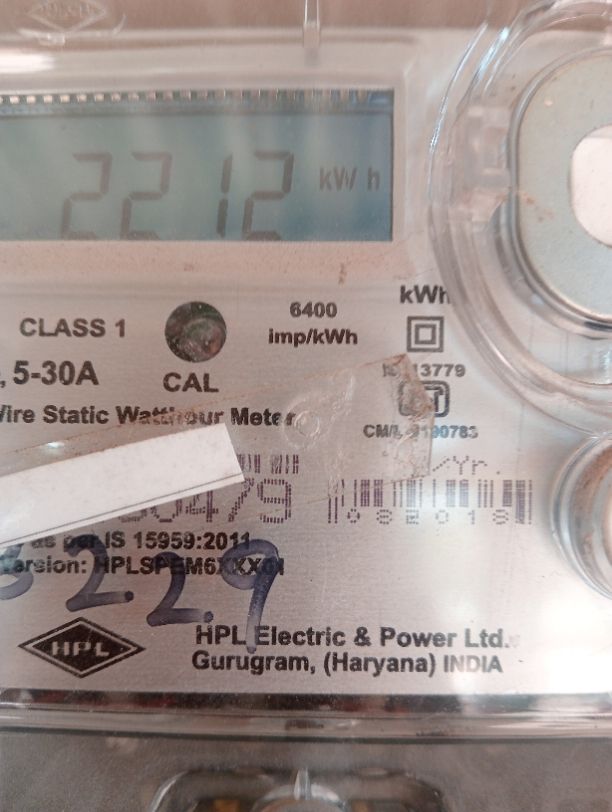 2212 kWh
kWh
6400
imp/kWh
CLASS 1
, 5-30A
CAL
13779
Wire Static Watthour Meter
CM/L
/Yr.
0479
082018
as per IS 15959:2011
Version:
3229
HPL
HPL Electric & Power Ltd.
Gurugram, (Haryana) INDIA